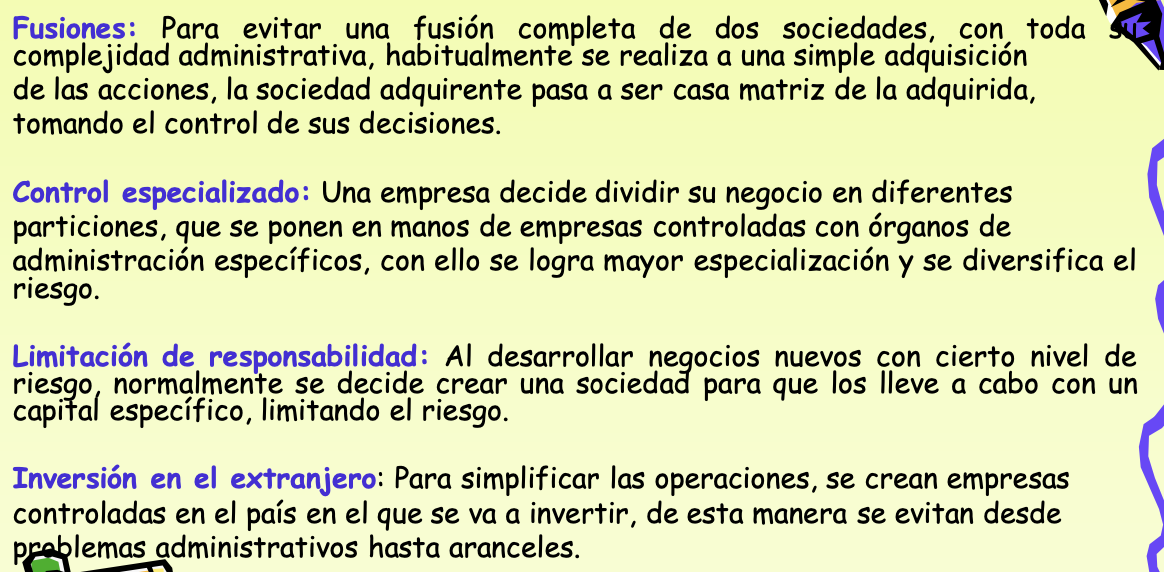 Fusiones: Para evitar una fusión completa de dos sociedades, con toda su
complejidad administrativa, habitualmente se realiza a una simple adquisición
de las acciones, la sociedad adquirente pasa a ser casa matriz de la adquirida,
tomando el control de sus decisiones.
Control especializado: Una empresa decide dividir su negocio en diferentes
particiones, que se ponen en manos de empresas controladas con órganos de
administración específicos, con ello se logra mayor especialización y se diversifica el
riesgo.
Limitación de responsabilidad: Al desarrollar negocios nuevos con cierto nivel de
riesgo, normalmente se decide crear una sociedad para que los lleve a cabo con un
capital específico, limitando el riesgo.
Inversión en el extranjero: Para simplificar las operaciones, se crean empresas
controladas en el país en el que se va a invertir, de esta manera se evitan desde
problemas administrativos hasta aranceles.